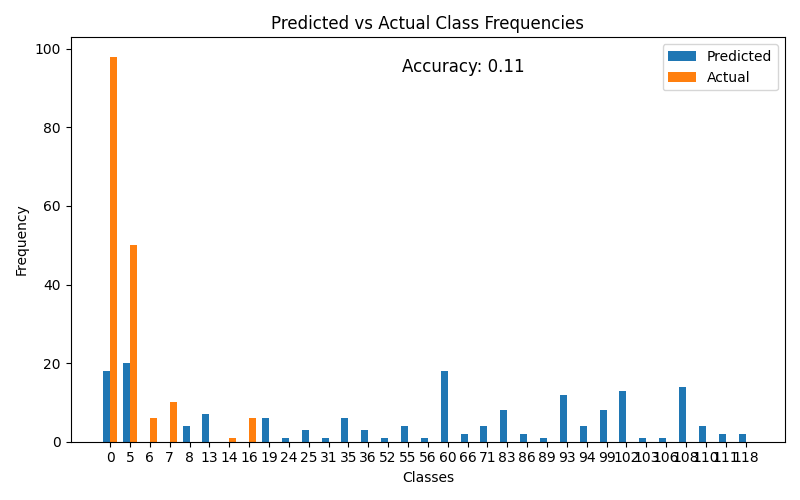 Predicted vs Actual Class Frequencies
100
80
60
40
20
0
Frequency
Accuracy: 0.11
Predicted
Actual
0 5 6 7 8 13 14 16 19 24 25 31 35 36 52 55 56 60 66 71 83 86 89 93 94 99 102 103 106 108 110 111 118
Classes